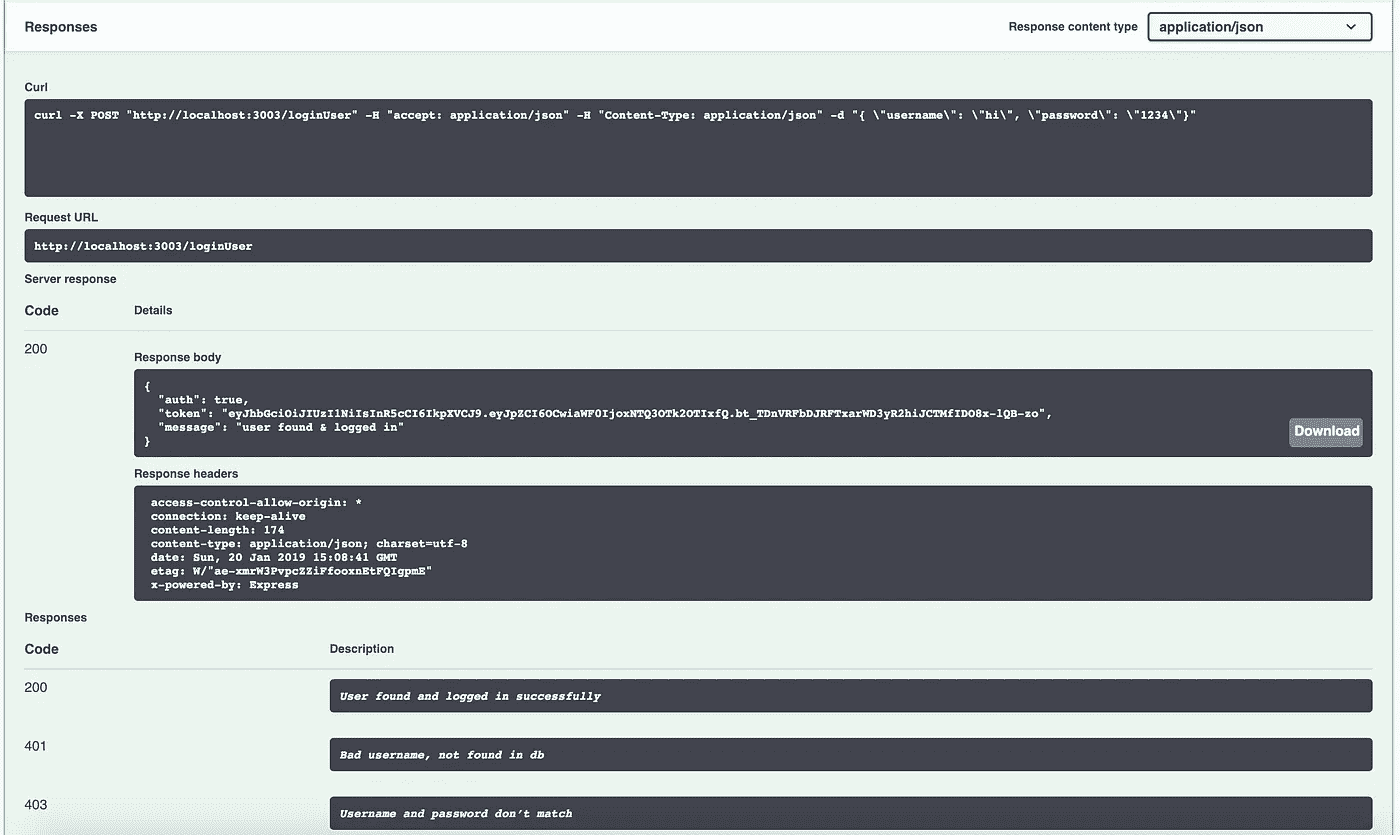 Responses
Response content type
application/json
Curl
curl -X POST "http://localhost:3003/loginUser" -H "accept: application/json" -H "Content-Type: application/json" -d "{ \"username\": \"hi\", \"password\": \"1234\"}"
Request URL
http://localhost:3003/loginUser
Server response
Code Details
200
Response body
{
"auth": true,
"token": "eyJhbGciOiJIUzI1NiIsInR5cCI6IkpXVCJ9.eyJpZCI6OCwiaWF0IjoxNTQ3OTk2OTIxfQ.bt_TDnVRFbDJRFTxarWD3yR2hiJCTMfIDO8x-lQB-zo",
"message": "user found & logged in"
}
Download
Response headers
access-control-allow-origin: *
connection: keep-alive
content-length: 174
content-type: application/json; charset=utf-8
date: Sun, 20 Jan 2019 15:08:41 GMT
etag: W/"ae-xmrW3PvpcZZiFfooxnEtFQIgpmE"
x-powered-by: Express
Responses
Code Description
200 User found and logged in successfully
401 Bad username, not found in db
403 Username and password don’t match